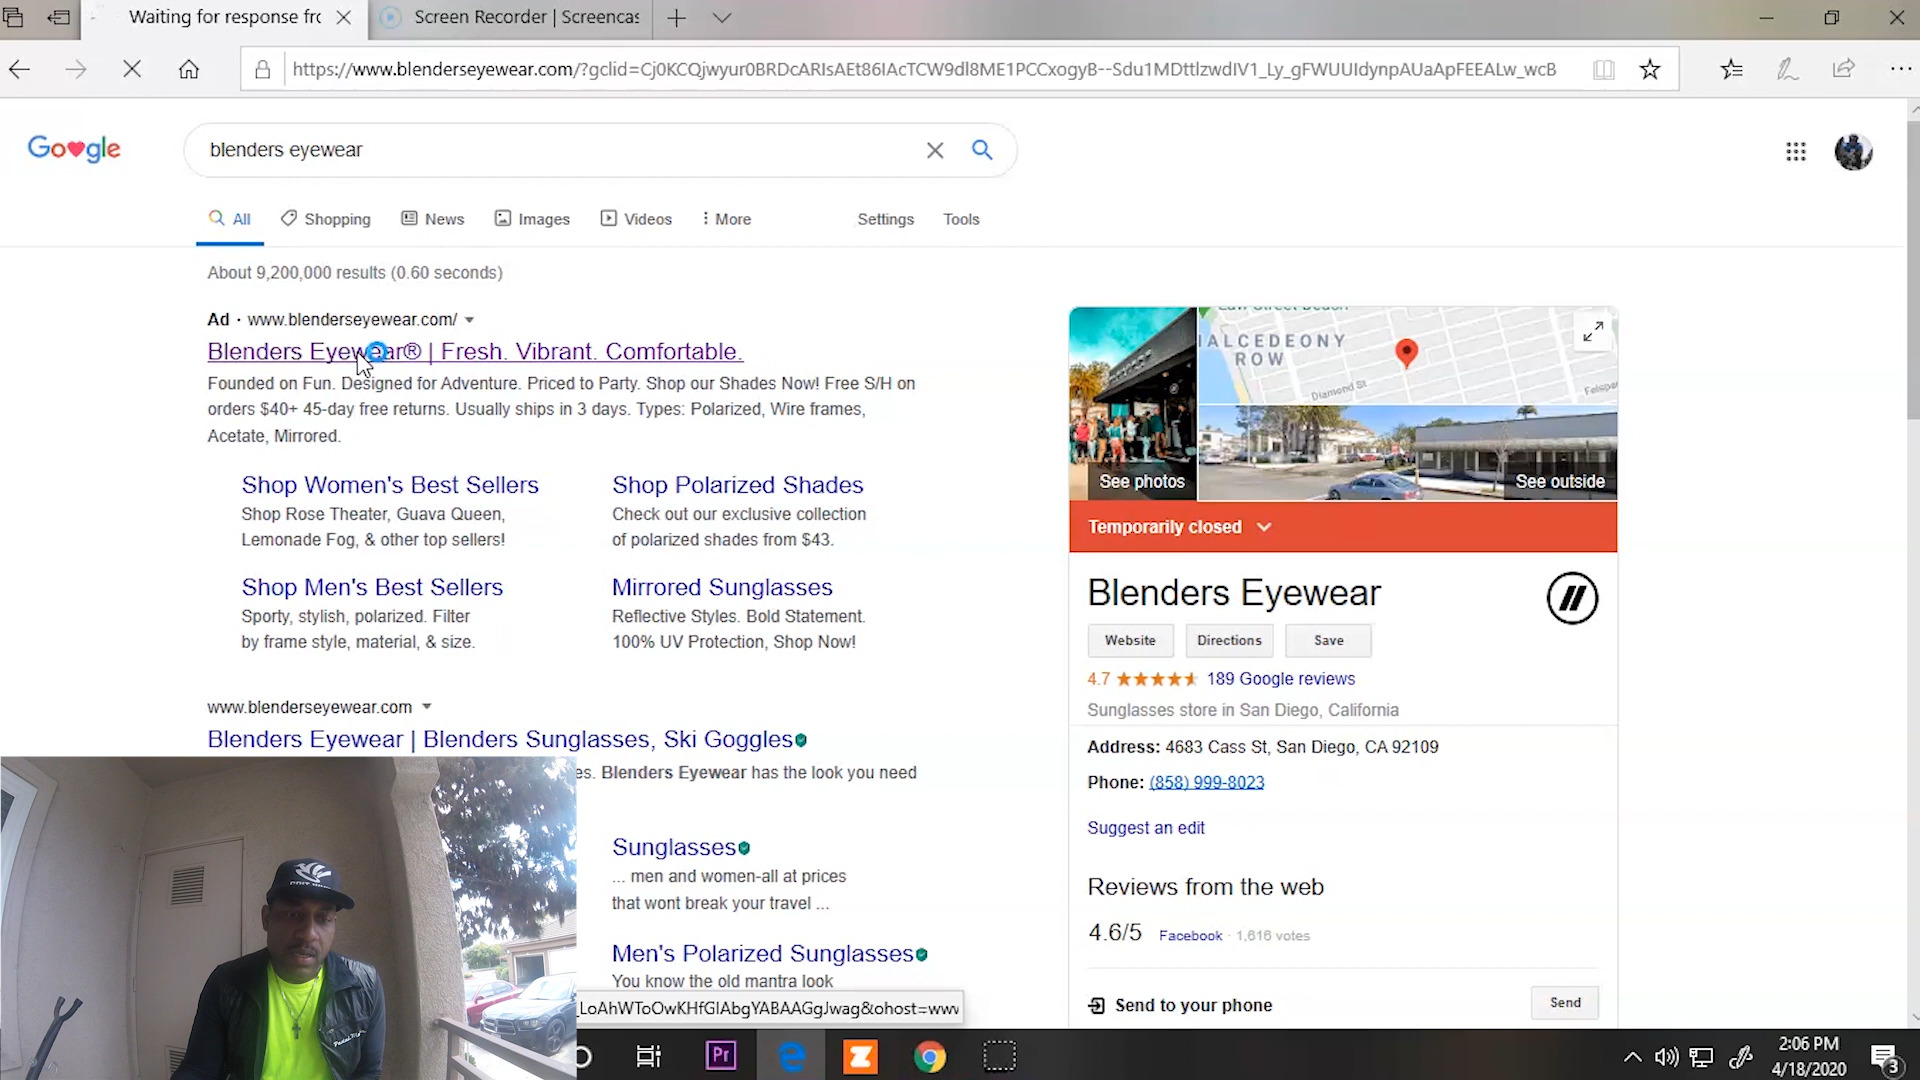 Waiting for response fro
Screen Recorder | Screencas
https://www.blenderseyewear.com/?gclid=Cj0KCQjwyur0BRDcARIsAEt86IAcTCW9dl8ME1PCCxogyB--Sdu1MDttlzwdIV1_Ly_gFWUUIdynpAUaApFEEALw_wcB
Google
blenders eyewear
All
Shopping
News
Images
Videos
More
Settings
Tools
About 9,200,000 results (0.60 seconds)
Ad · www.blenderseyewear.com/
Blenders Eyewear® | Fresh. Vibrant. Comfortable.
Founded on Fun. Designed for Adventure. Priced to Party. Shop our Shades Now! Free S/H on
orders $40+ 45-day free returns. Usually ships in 3 days. Types: Polarized, Wire frames,
Acetate, Mirrored.
Shop Women's Best Sellers
Shop Rose Theater, Guava Queen,
Lemonade Fog, & other top sellers!
Shop Polarized Shades
Check out our exclusive collection
of polarized shades from $43.
Shop Men's Best Sellers
Sporty, stylish, polarized. Filter
by frame style, material, & size.
Mirrored Sunglasses
Reflective Styles. Bold Statement.
100% UV Protection, Shop Now!
www.blenderseyewear.com
Blenders Eyewear | Blenders Sunglasses, Ski Goggles
es. Blenders Eyewear has the look you need
Sunglasses
... men and women-all at prices
that wont break your travel ...
Men's Polarized Sunglasses
You know the old mantra look
_LoAhWToOwKHfGIAbgYABAAGgJwag&ohost=www
ALCEDEONY
ROW
Diamond St
Felspa
See photos
See outside
Temporarily closed
Blenders Eyewear
Website
Directions
Save
4.7
189 Google reviews
Sunglasses store in San Diego, California
Address: 4683 Cass St, San Diego, CA 92109
Phone: (858) 999-8023
Suggest an edit
Reviews from the web
4.6/5
Facebook · 1,616 votes
Send to your phone
Send
Pr
2:06 PM
4/18/2020
3